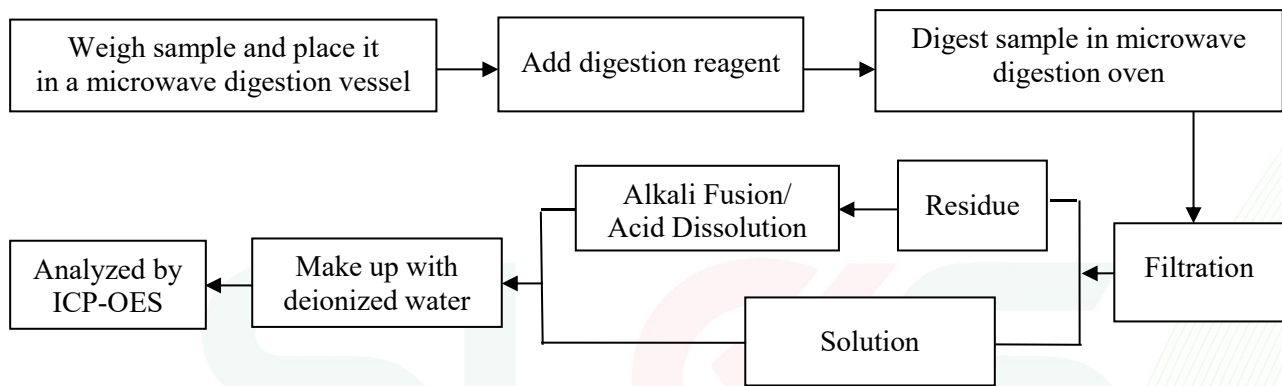 Weigh sample and place it
in a microwave digestion vessel
Add digestion reagent
Digest sample in microwave
digestion oven
Filtration
Residue
Alkali Fusion/
Acid Dissolution
Solution
Make up with
deionized water
Analyzed by
ICP-OES